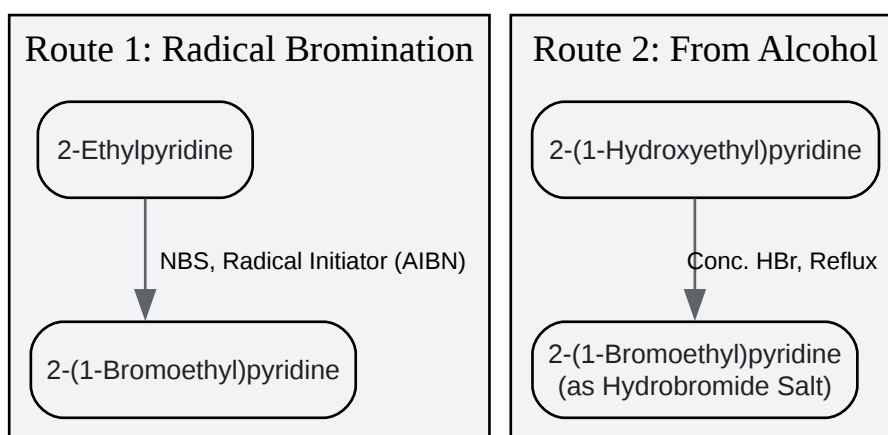 Route 1: Radical Bromination
2-Ethylpyridine
NBS, Radical Initiator (AIBN)
2-(1-Bromoethyl)pyridine
Route 2: From Alcohol
2-(1-Hydroxyethyl)pyridine
Conc. HBr, Reflux
2-(1-Bromoethyl)pyridine
(as Hydrobromide Salt)